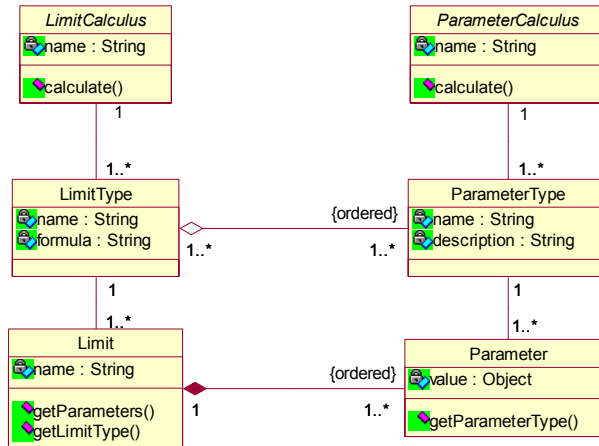 LimitCalculus
name : String
calculate()
1
1..*
LimitType
name : String
formula : String
1..*
1
1..*
Limit
name : String
getParameters()
getLimitType()
1
{ordered}
1..*
{ordered}
1..*
ParameterCalculus
name : String
calculate()
1
1..*
ParameterType
name : String
description : String
1
1..*
Parameter
value : Object
getParameterType()